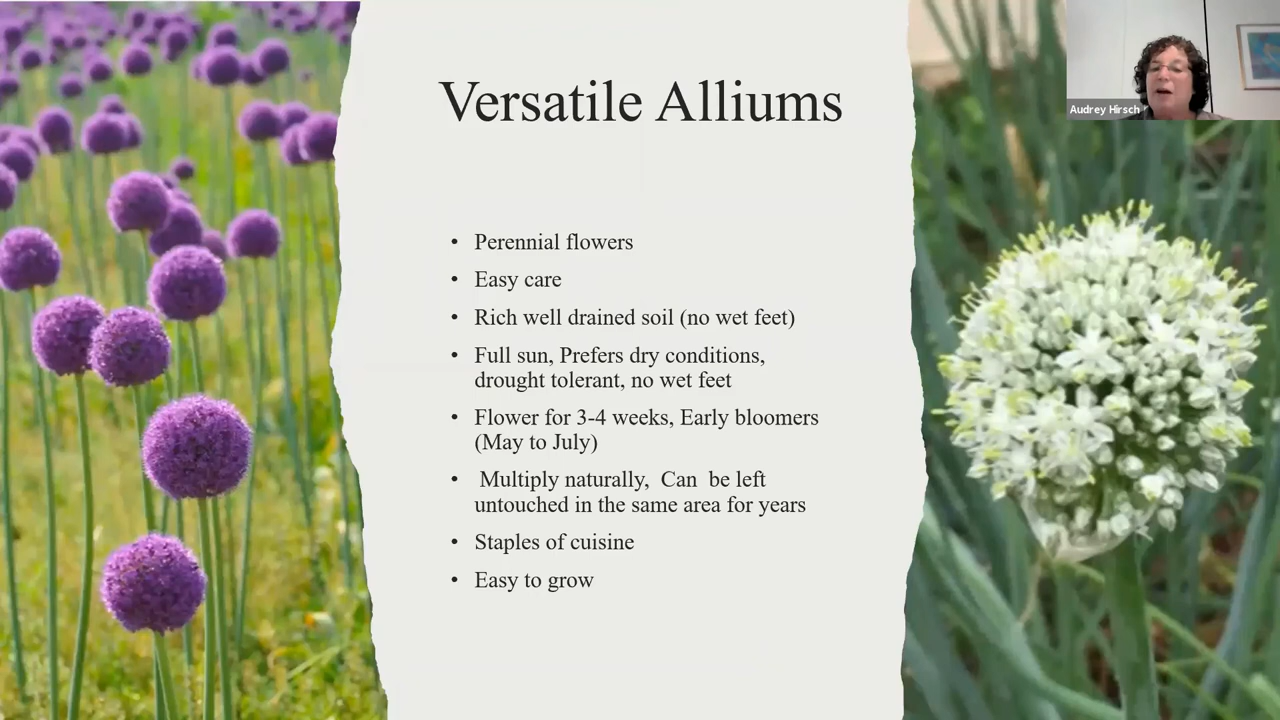 Versatile Alliums
Audrey Hirsch
• Perennial flowers
• Easy care
• Rich well drained soil (no wet feet)
• Full sun, Prefers dry conditions,
drought tolerant, no wet feet
• Flower for 3-4 weeks, Early bloomers
(May to July)
• Multiply naturally,  Can  be left
untouched in the same area for years
• Staples of cuisine
• Easy to grow